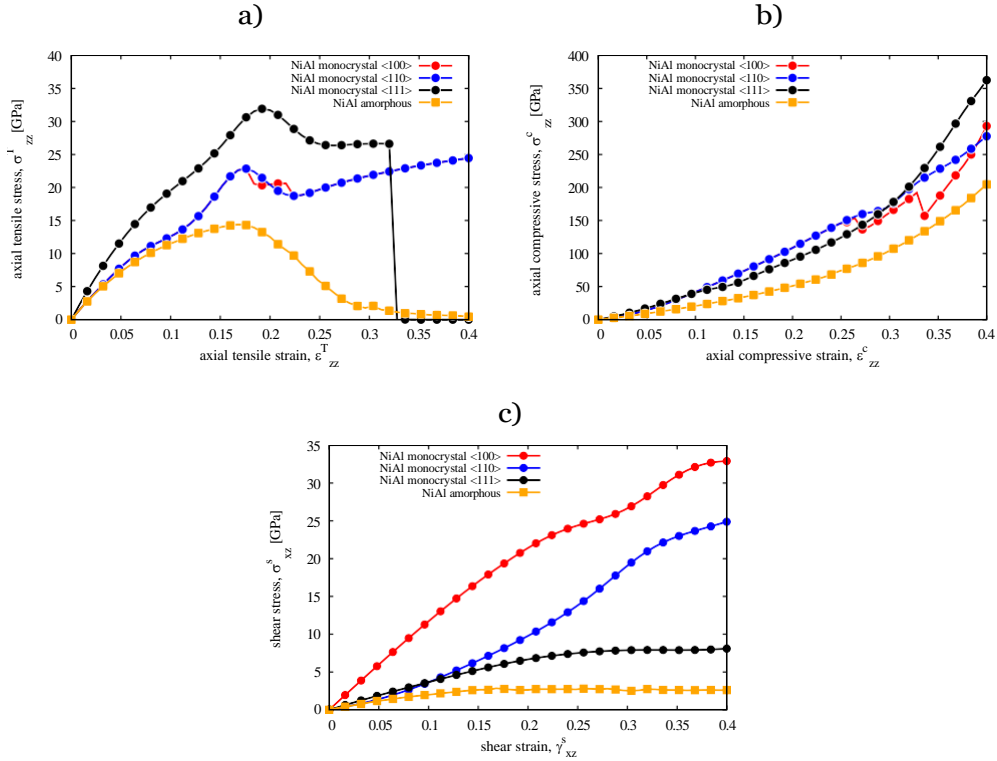 a)
40
35
30
25
20
15
10
5
0
axial tensile stress, σ^T_zz [GPa]
NiAl monocrystal <100>
NiAl monocrystal <110>
NiAl monocrystal <111>
NiAl amorphous
0 0.05 0.1 0.15 0.2 0.25 0.3 0.35 0.4
axial tensile strain, ε^T_zz
b)
400
350
300
250
200
150
100
50
0
axial compressive stress, σ^c_zz [GPa]
NiAl monocrystal <100>
NiAl monocrystal <110>
NiAl monocrystal <111>
NiAl amorphous
0 0.05 0.1 0.15 0.2 0.25 0.3 0.35 0.4
axial compressive strain, ε^c_zz
c)
35
30
25
20
15
10
5
0
shear stress, σ^s_xz [GPa]
NiAl monocrystal <100>
NiAl monocrystal <110>
NiAl monocrystal <111>
NiAl amorphous
0 0.05 0.1 0.15 0.2 0.25 0.3 0.35 0.4
shear strain, γ^s_xz